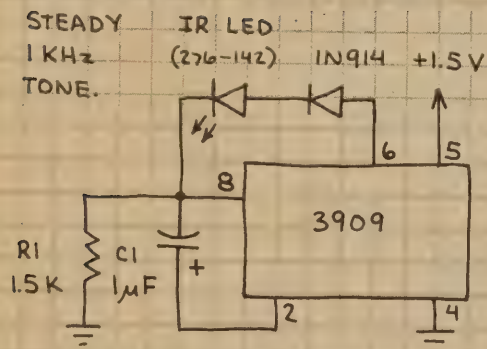 STEADY
1 KHz
TONE.
IR LED
(276-142)
1N914
+1.5V
6
5
8
3909
R1
1.5K
C1
1µF
+
2
4